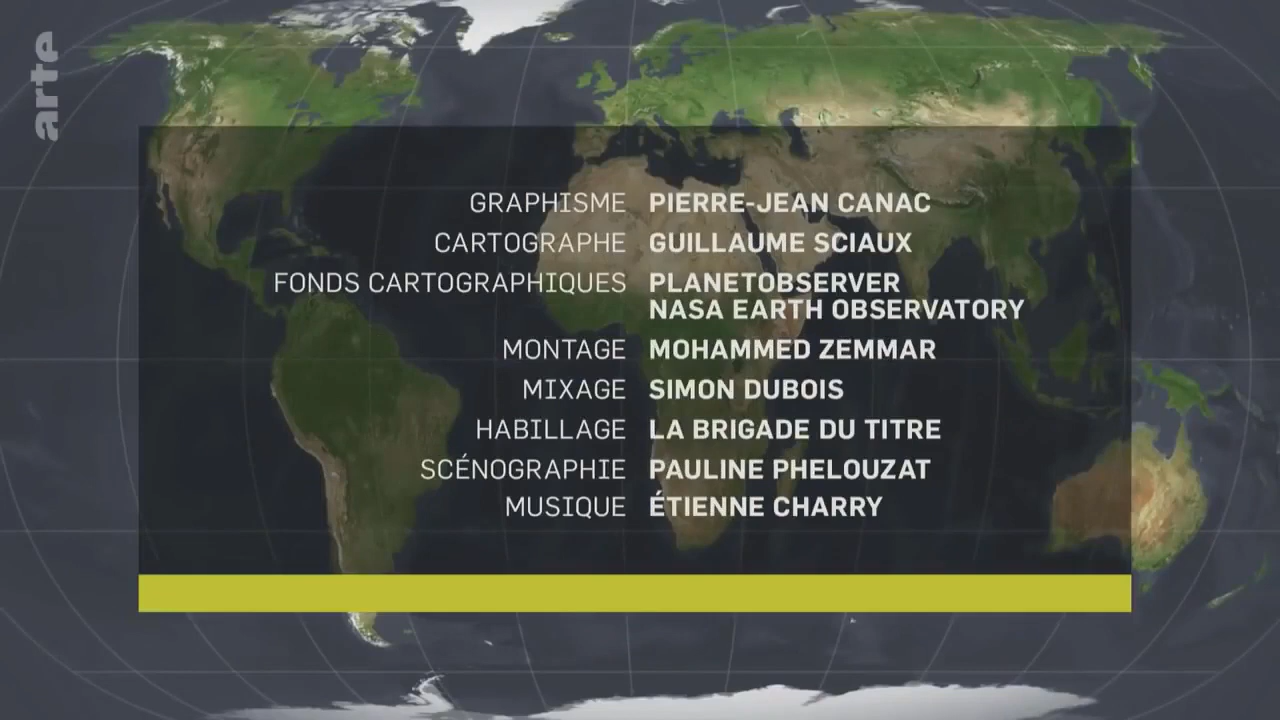 arte
GRAPHISME PIERRE-JEAN CANAC
CARTOGRAPHE GUILLAUME SCIAUX
FONDS CARTOGRAPHIQUES PLANETOBSERVER
NASA EARTH OBSERVATORY
MONTAGE MOHAMMED ZEMMAR
MIXAGE SIMON DUBOIS
HABILLAGE LA BRIGADE DU TITRE
SCÉNOGRAPHIE PAULINE PHELOUZAT
MUSIQUE ÉTIENNE CHARRY